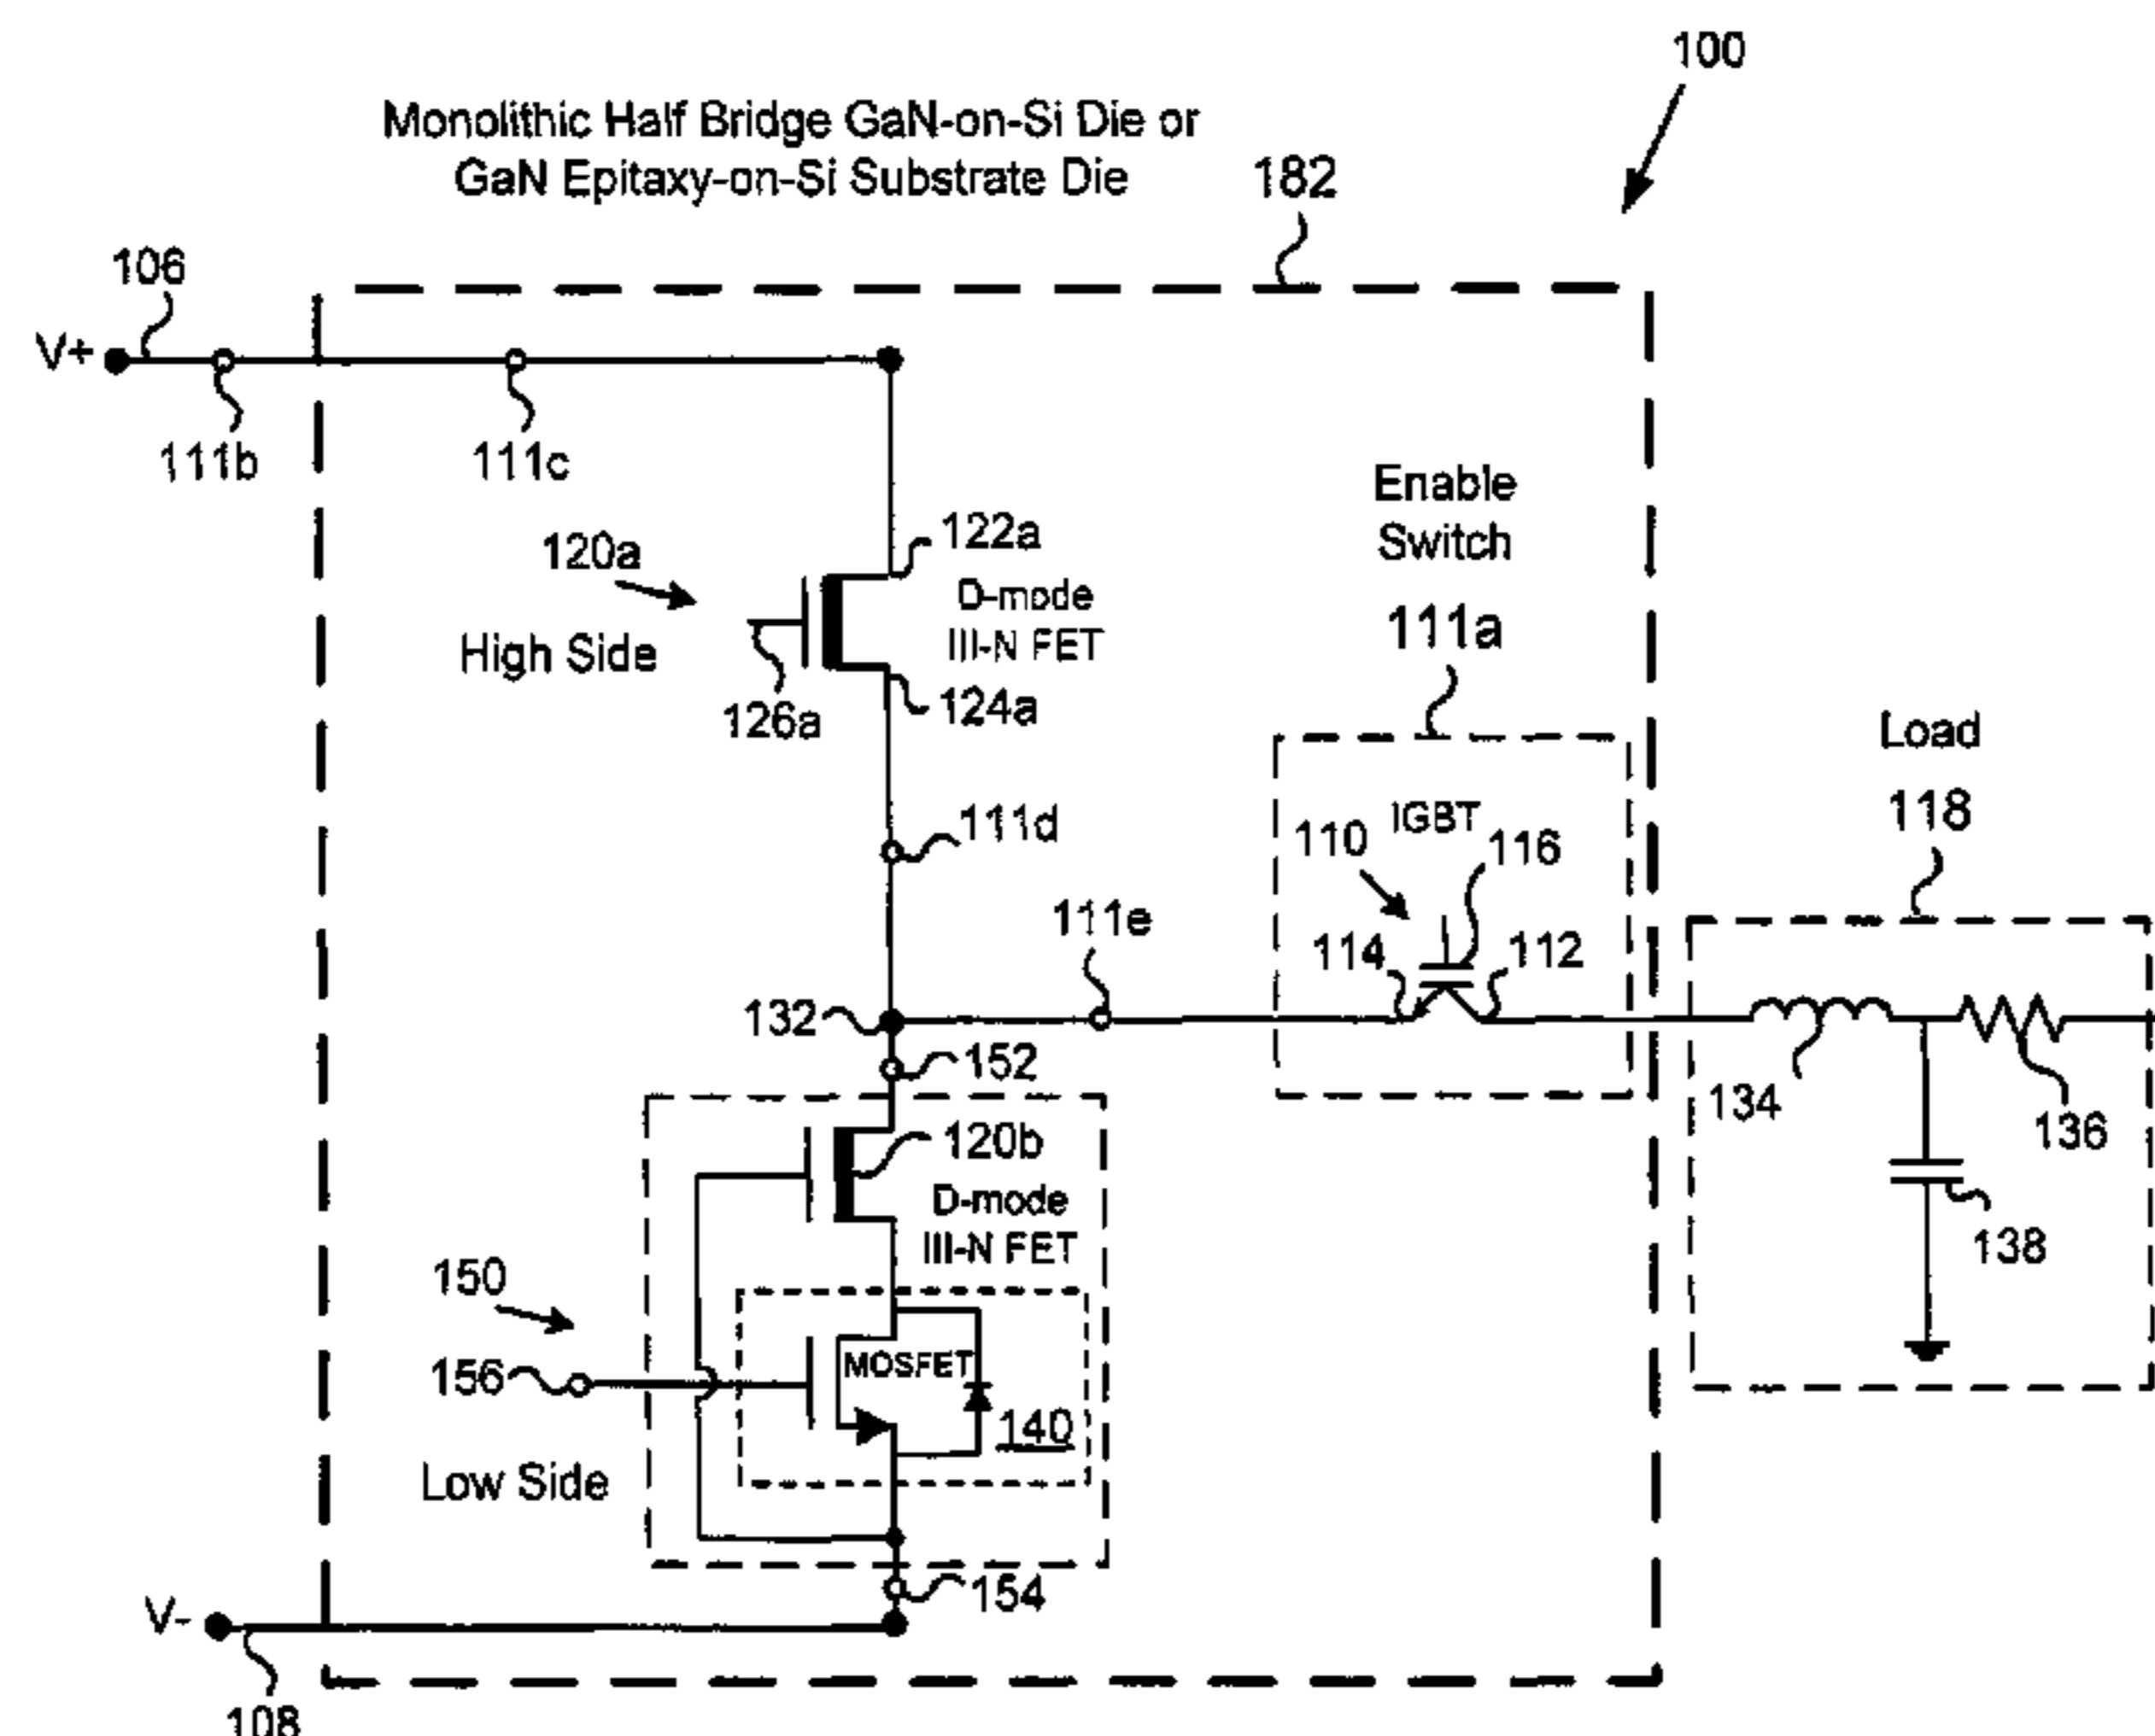 100
Monolithic Half Bridge GaN-on-Si Die or
GaN Epitaxy-on-Si Substrate Die
182
106
V+
111b
111c
Enable
Switch
111a
120a
High Side
122a
D-mode
III-N FET
124a
126a
Load
118
111d
IGBT
110
116
111e
114
112
132
152
134
136
120b
D-mode
III-N FET
138
150
156
MOSFET
140
Low Side
154
V-
108